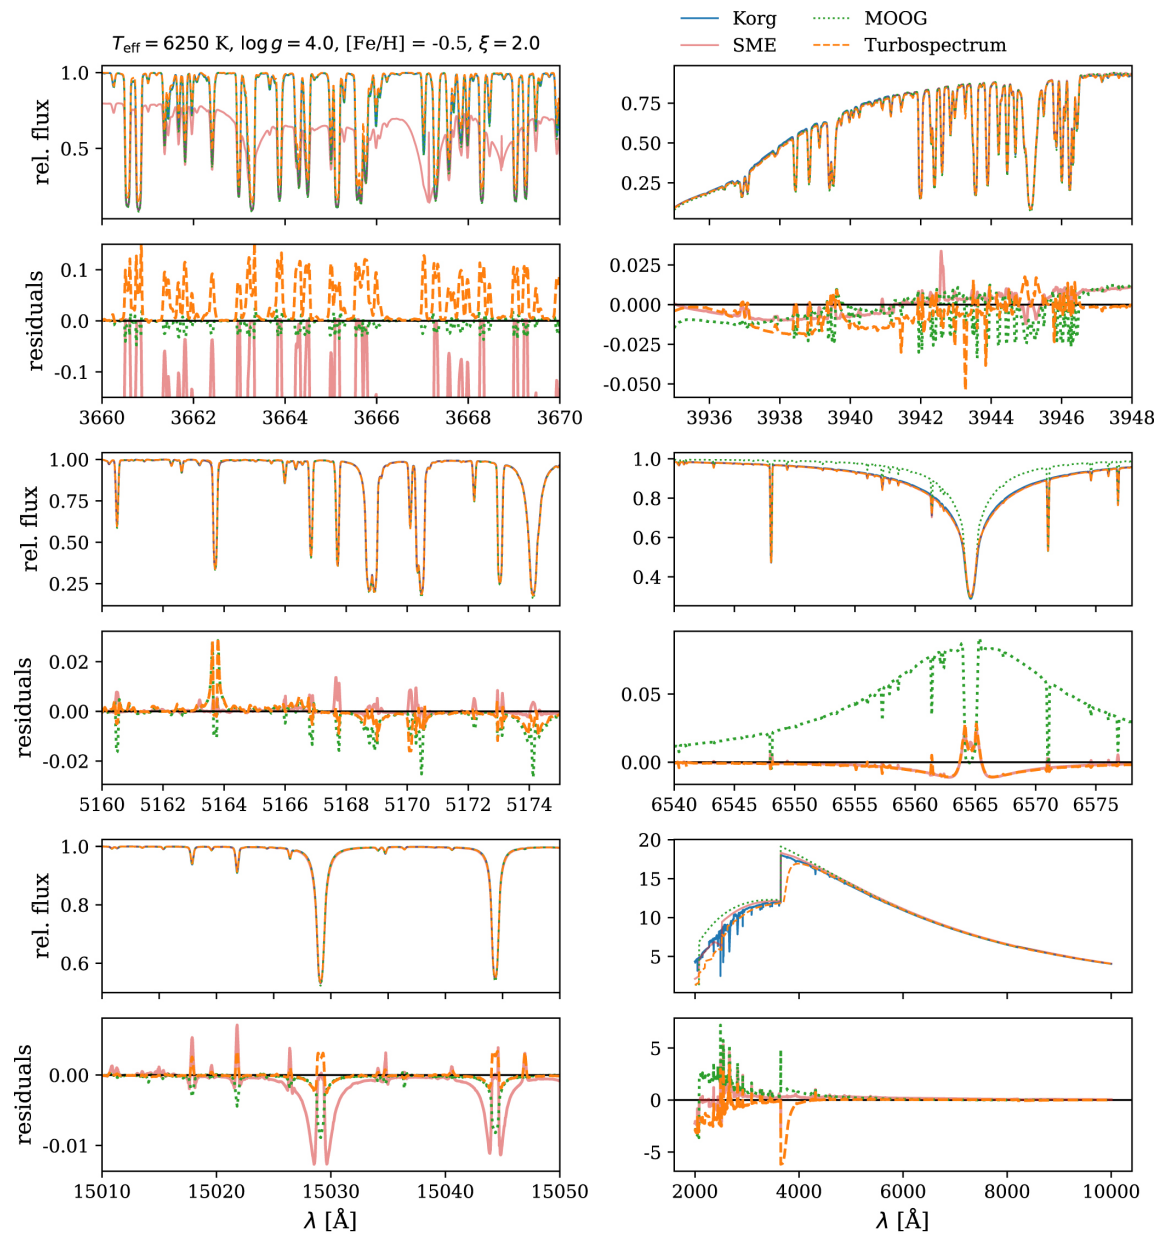 Korg
SME
MOOG
Turbospectrum
T_eff = 6250 K, log g = 4.0, [Fe/H] = -0.5, ξ = 2.0
rel. flux
1.0
0.5
0.75
0.50
0.25
residuals
0.1
0.0
-0.1
3660 3662 3664 3666 3668 3670
0.025
0.000
-0.025
-0.050
3936 3938 3940 3942 3944 3946 3948
rel. flux
1.00
0.75
0.50
0.25
1.0
0.8
0.6
0.4
residuals
0.02
0.00
-0.02
5160 5162 5164 5166 5168 5170 5172 5174
0.05
0.00
6540 6545 6550 6555 6560 6565 6570 6575
rel. flux
1.0
0.8
0.6
20
15
10
5
residuals
0.00
-0.01
15010 15020 15030 15040 15050
λ [Å]
5
0
-5
2000 4000 6000 8000 10000
λ [Å]